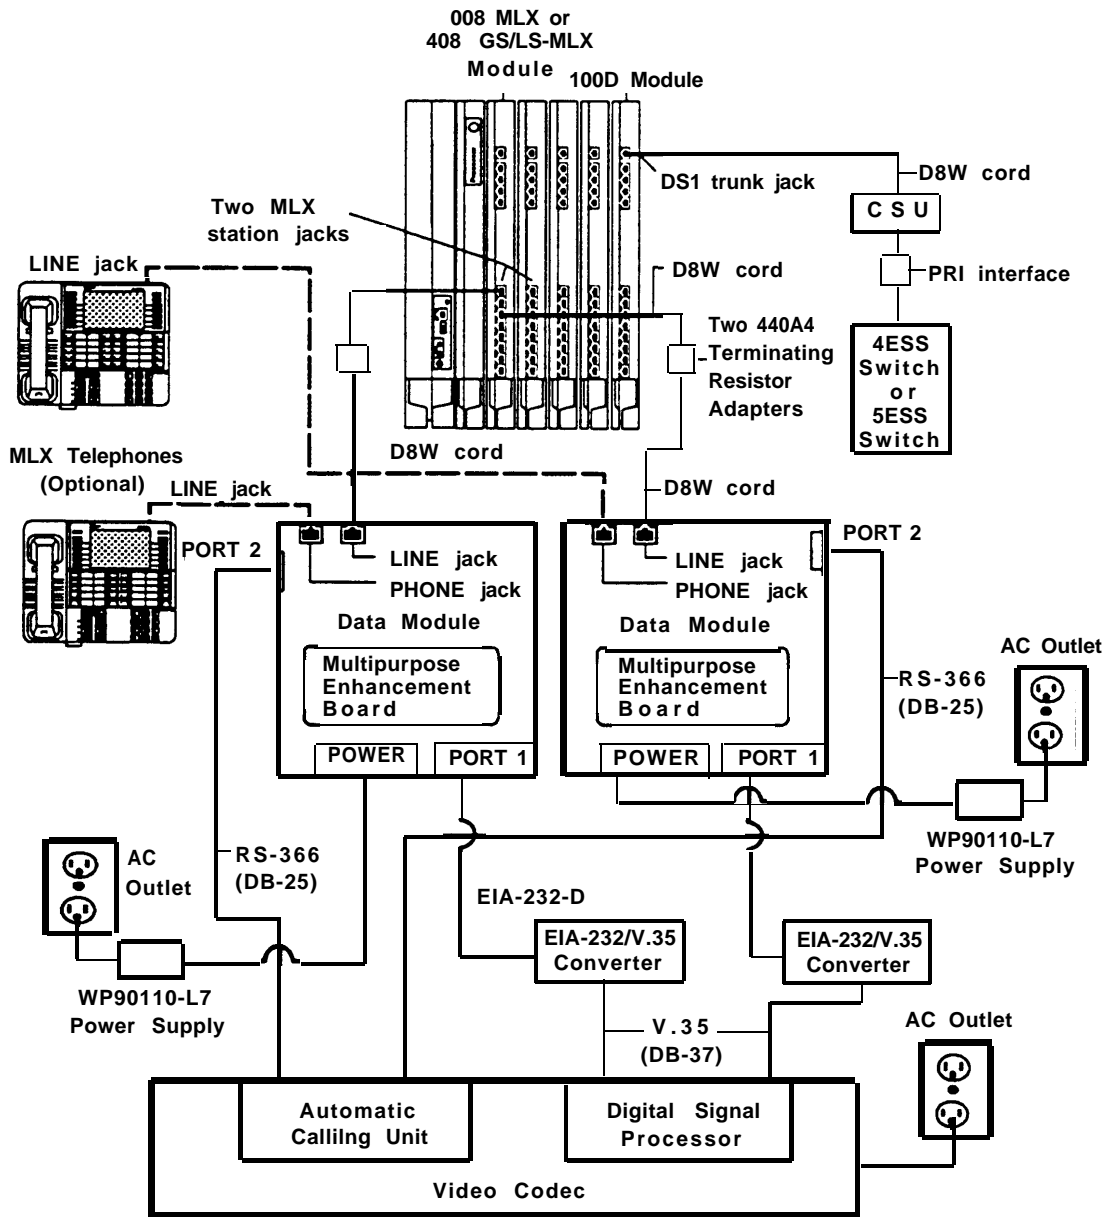 008 MLX or
408 GS/LS-MLX
Module
100D Module
DS1 trunk jack
D8W cord
CSU
PRI interface
4ESS
Switch
or
5ESS
Switch
Two MLX
station jacks
LINE jack
D8W cord
Two 440A4
Terminating
Resistor
Adapters
MLX Telephones
(Optional)
LINE jack
D8W cord
D8W cord
PORT 2
LINE jack
PHONE jack
Data Module
Multipurpose
Enhancement
Board
POWER
PORT 1
PORT 2
LINE jack
PHONE jack
Data Module
Multipurpose
Enhancement
Board
POWER
PORT 1
RS-366
(DB-25)
AC Outlet
WP90110-L7
Power Supply
AC
Outlet
RS-366
(DB-25)
EIA-232-D
EIA-232/V.35
Converter
EIA-232/V.35
Converter
WP90110-L7
Power Supply
V.35
(DB-37)
AC Outlet
Automatic
Callilng Unit
Digital Signal
Processor
Video Codec